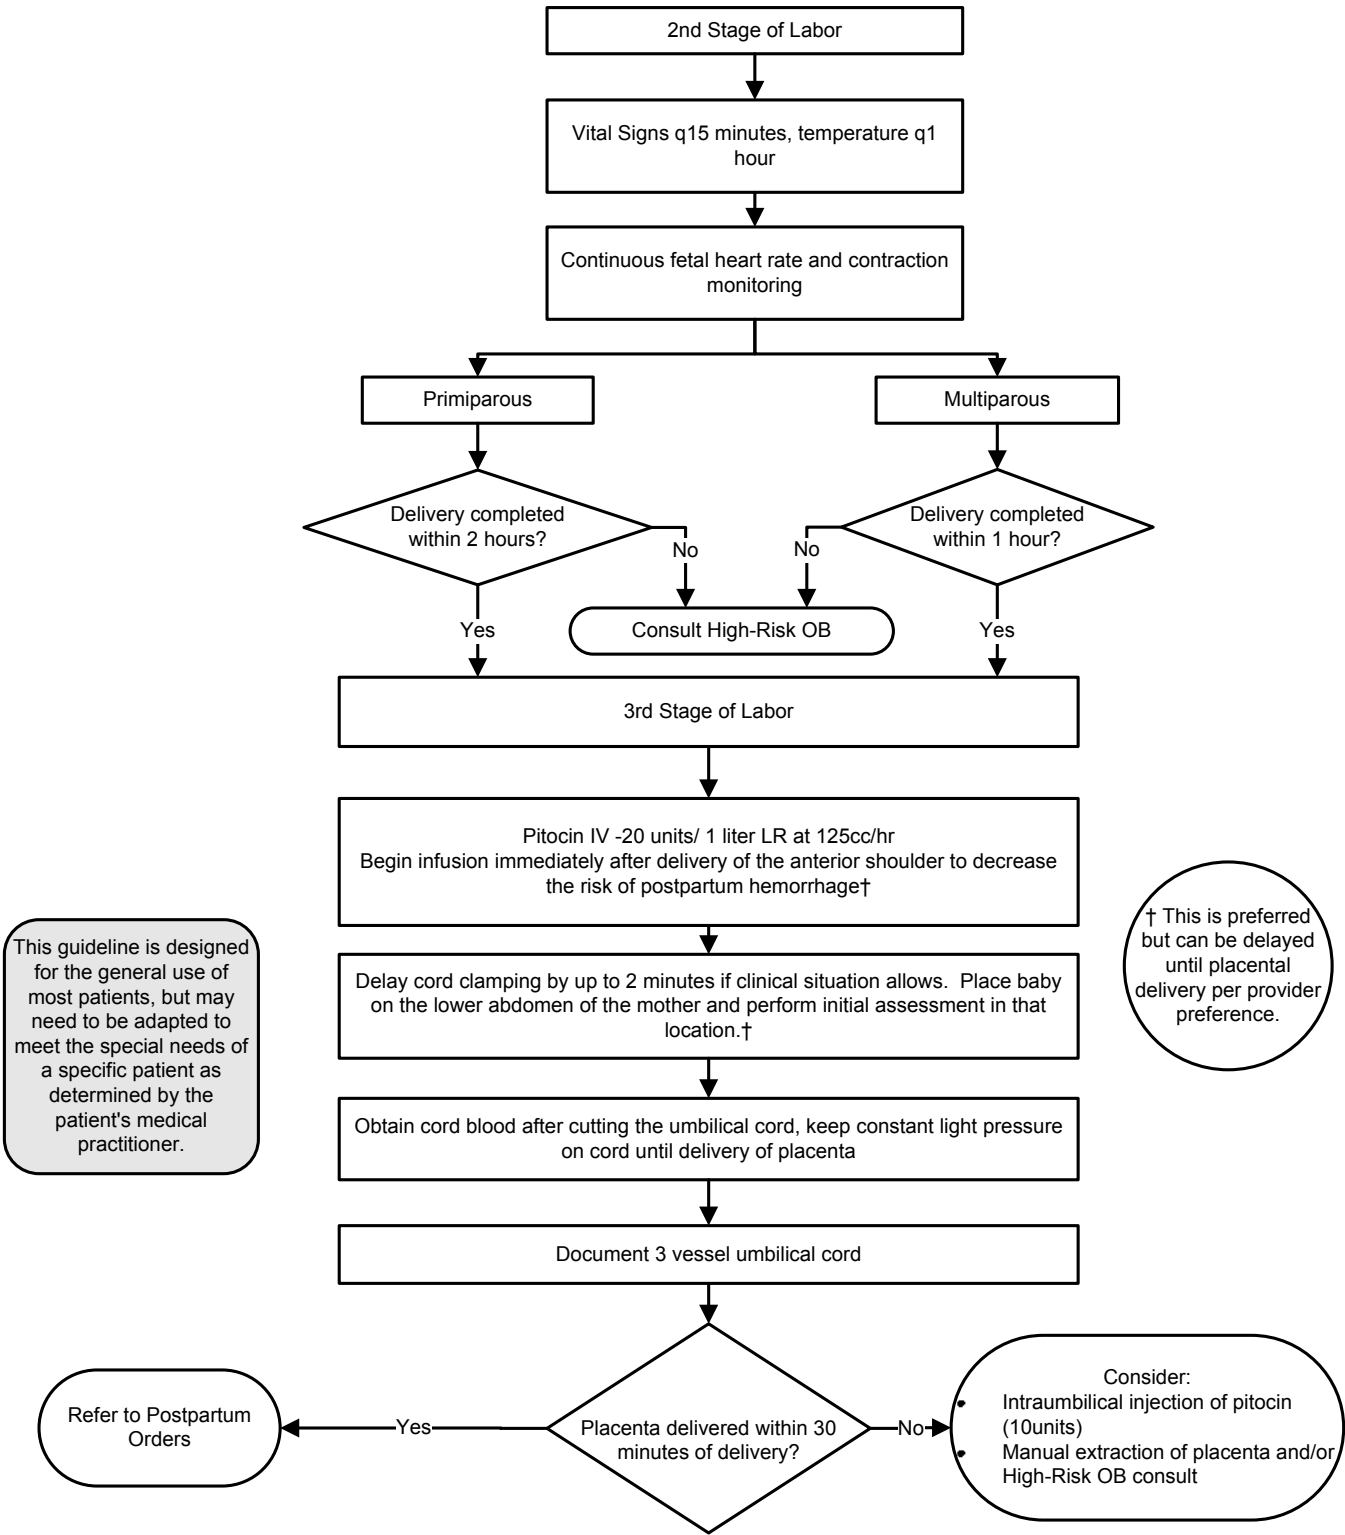 2nd Stage of Labor
Vital Signs q15 minutes, temperature q1
hour
Continuous fetal heart rate and contraction
monitoring
Primiparous
Multiparous
Delivery completed
within 2 hours?
Delivery completed
within 1 hour?
No
No
Yes
Consult High-Risk OB
Yes
3rd Stage of Labor
Pitocin IV -20 units/ 1 liter LR at 125cc/hr
Begin infusion immediately after delivery of the anterior shoulder to decrease
the risk of postpartum hemorrhage†
† This is preferred
but can be delayed
until placental
delivery per provider
preference.
This guideline is designed
for the general use of
most patients, but may
need to be adapted to
meet the special needs of
a specific patient as
determined by the
patient's medical
practitioner.
Delay cord clamping by up to 2 minutes if clinical situation allows.  Place baby
on the lower abdomen of the mother and perform initial assessment in that
location.†
Obtain cord blood after cutting the umbilical cord, keep constant light pressure
on cord until delivery of placenta
Document 3 vessel umbilical cord
Placenta delivered within 30
minutes of delivery?
Yes
Refer to Postpartum
Orders
No
Consider:
• Intraumbilical injection of pitocin
(10units)
• Manual extraction of placenta and/or
High-Risk OB consult